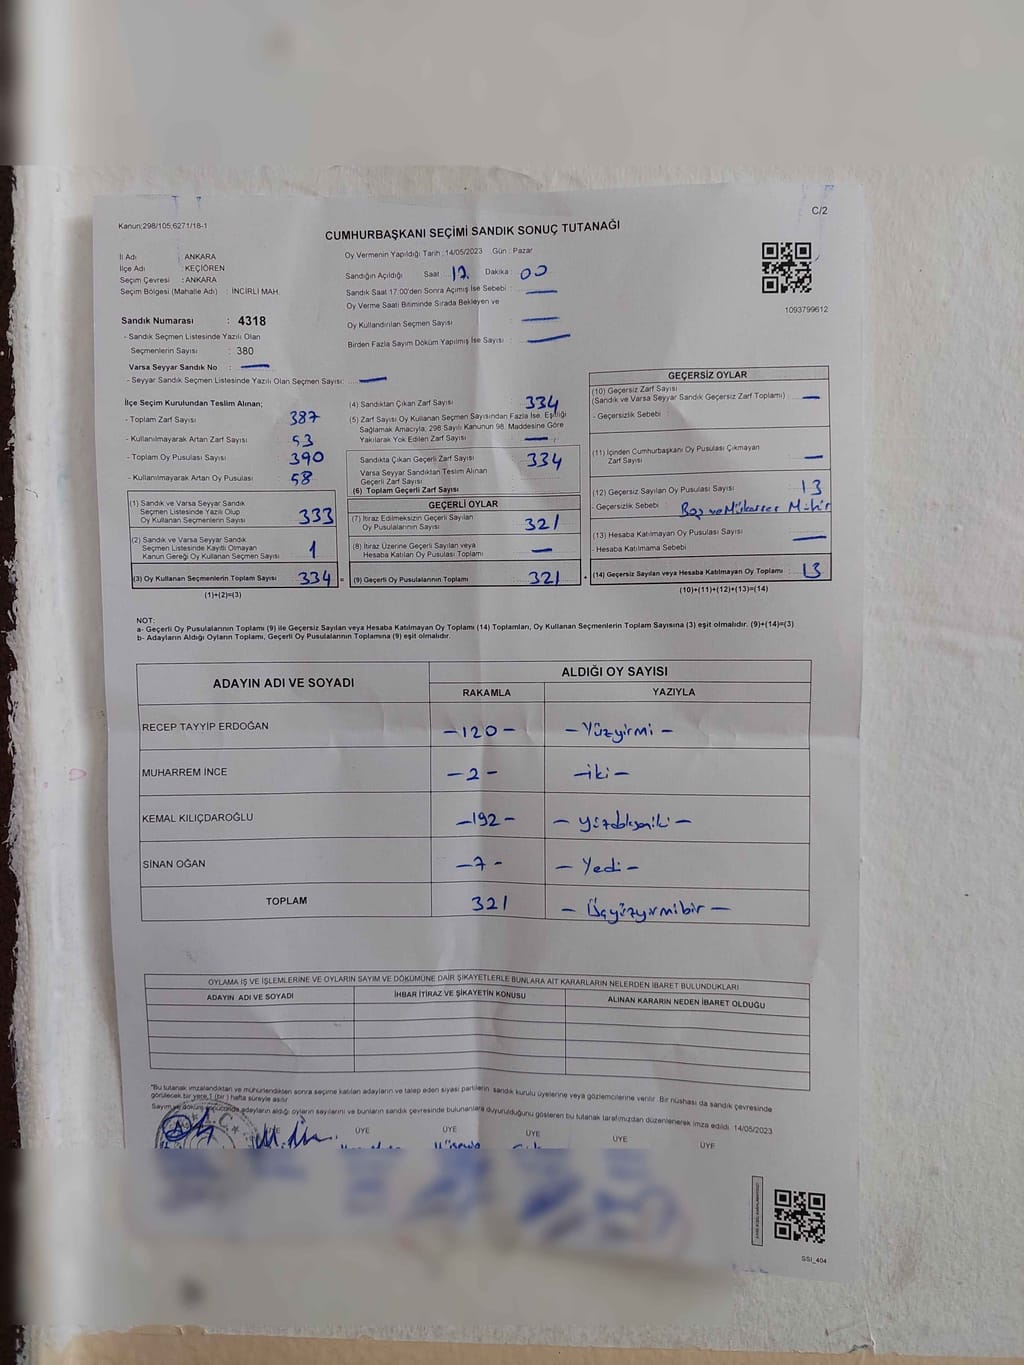 Kanun;298/105;6271/18-1
C/2
CUMHURBAŞKANI SEÇİMİ SANDIK SONUÇ TUTANAĞI
İl Adı : ANKARA
İlçe Adı : KEÇİÖREN
Seçim Çevresi : ANKARA
Seçim Bölgesi (Mahalle Adı) : İNCİRLİ MAH.
Sandık Numarası : 4318
- Sandık Seçmen Listesinde Yazılı Olan
Seçmenlerin Sayısı : 380
Varsa Seyyar Sandık No : —
- Seyyar Sandık Seçmen Listesinde Yazılı Olan Seçmen Sayısı: —
Oy Vermenin Yapıldığı Tarih : 14/05/2023 Gün : Pazar
Sandığın Açıldığı Saat : 17 Dakika : 00
Sandık Saat 17:00'den Sonra Açımış İse Sebebi : —
Oy Verme Saati Bitiminde Sırada Bekleyen ve
Oy Kullandırılan Seçmen Sayısı : —
Birden Fazla Sayım Döküm Yapılmış İse Sayısı : —
1093799612
İlçe Seçim Kurulundan Teslim Alınan;
- Toplam Zarf Sayısı : 387
- Kullanılmayarak Artan Zarf Sayısı : 53
- Toplam Oy Pusulası Sayısı : 390
- Kullanılmayarak Artan Oy Pusulası : 58
(1) Sandık ve Varsa Seyyar Sandık
Seçmen Listesinde Yazılı Olup
Oy Kullanan Seçmenlerin Sayısı : 333
(2) Sandık ve Varsa Seyyar Sandık
Seçmen Listesinde Kayıtlı Olmayan
Kanun Gereği Oy Kullanan Seçmen Sayısı : 1
(3) Oy Kullanan Seçmenlerin Toplam Sayısı : 334 =
(1)+(2)=(3)
(4) Sandıktan Çıkan Zarf Sayısı : 334
(5) Zarf Sayısı Oy Kullanan Seçmen Sayısından Fazla İse, Eşitliği
Sağlamak Amacıyla, 298 Sayılı Kanunun 98. Maddesine Göre
Yakılarak Yok Edilen Zarf Sayısı : —
Sandıkta Çıkan Geçerli Zarf Sayısı : 334
Varsa Seyyar Sandıktan Teslim Alınan
Geçerli Zarf Sayısı
(6) Toplam Geçerli Zarf Sayısı
GEÇERLİ OYLAR
(7) İtiraz Edilmeksizin Geçerli Sayılan
Oy Pusulalarının Sayısı : 321
(8) İtiraz Üzerine Geçerli Sayılan veya
Hesaba Katılan Oy Pusulası Toplamı : —
(9) Geçerli Oy Pusulalarının Toplamı : 321 +
GEÇERSİZ OYLAR
(10) Geçersiz Zarf Sayısı
(Sandık ve Varsa Seyyar Sandık Geçersiz Zarf Toplamı) : —
- Geçersizlik Sebebi :
(11) İçinden Cumhurbaşkanı Oy Pusulası Çıkmayan
Zarf Sayısı : —
(12) Geçersiz Sayılan Oy Pusulası Sayısı : 13
- Geçersizlik Sebebi : Boş ve Mükerrer Mühür
(13) Hesaba Katılmayan Oy Pusulası Sayısı : —
- Hesaba Katılmama Sebebi :
(14) Geçersiz Sayılan veya Hesaba Katılmayan Oy Toplamı : 13
(10)+(11)+(12)+(13)=(14)
NOT:
a- Geçerli Oy Pusulalarının Toplamı (9) ile Geçersiz Sayılan veya Hesaba Katılmayan Oy Toplamı (14) Toplamları, Oy Kullanan Seçmenlerin Toplam Sayısına (3) eşit olmalıdır. (9)+(14)=(3)
b- Adayların Aldığı Oyların Toplamı, Geçerli Oy Pusulalarının Toplamına (9) eşit olmalıdır.
ADAYIN ADI VE SOYADI
ALDIĞI OY SAYISI
RAKAMLA YAZIYLA
RECEP TAYYİP ERDOĞAN -120- -Yüzyirmi-
MUHARREM İNCE -2- -iki-
KEMAL KILIÇDAROĞLU -192- -yüzdoksaniki-
SİNAN OĞAN -7- -Yedi-
TOPLAM 321 -Üçyüzyirmibir-
OYLAMA İŞ VE İŞLEMLERİNE VE OYLARIN SAYIM VE DÖKÜMÜNE DAİR ŞİKAYETLERLE BUNLARA AİT KARARLARIN NELERDEN İBARET BULUNDUKLARI
ADAYIN ADI VE SOYADI İHBAR İTİRAZ VE ŞİKAYETİN KONUSU ALINAN KARARIN NEDEN İBARET OLDUĞU
"Bu tutanak imzalandıktan ve mühürlendikten sonra seçime katılan adayların ve talep eden siyasi partilerin sandık kurulu üyelerine veya gözlemcilerine verilir. Bir nüshası da sandık çevresinde
görülecek bir yere 1 (bir) hafta süreyle asılır
Sayım ve döküm sonucunda adayların aldığı oyların sayılarını ve bunların sandık çevresinde bulunanlara duyurulduğunu gösteren bu tutanak tarafımızdan düzenlenerek imza edildi. 14/05/2023
ÜYE ÜYE ÜYE ÜYE ÜYE ÜYE
SSI_404